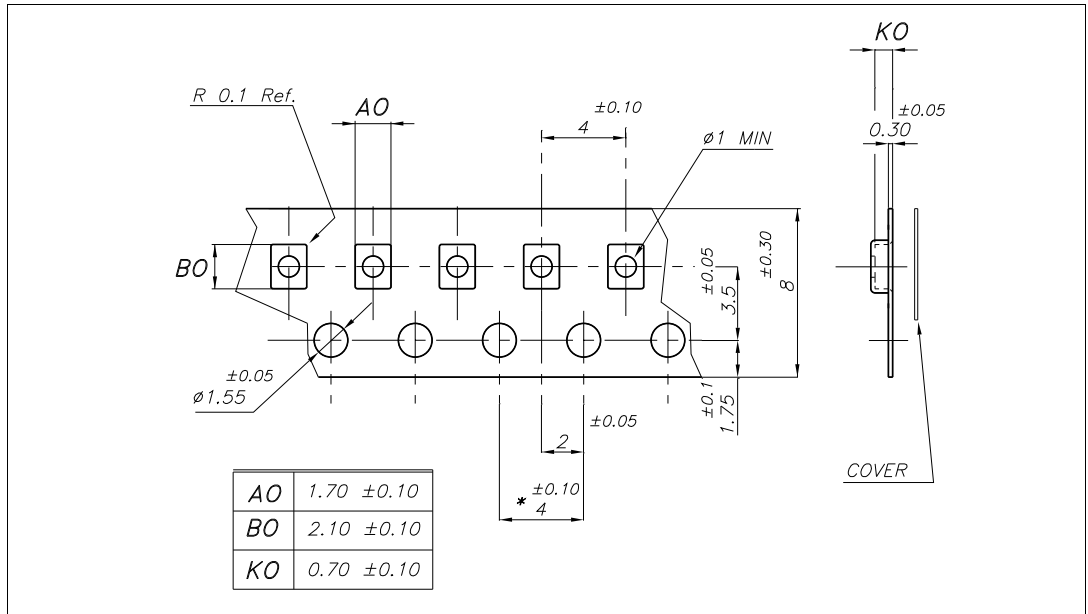 KO
R 0.1 Ref.
AO
±0.10
4
⌀1 MIN
±0.05
0.30
BO
±0.05
3.5
±0.30
8
±0.05
⌀1.55
±0.1
1.75
±0.05
2
±0.10
* 4
COVER
AO 1.70 ±0.10
BO 2.10 ±0.10
KO 0.70 ±0.10